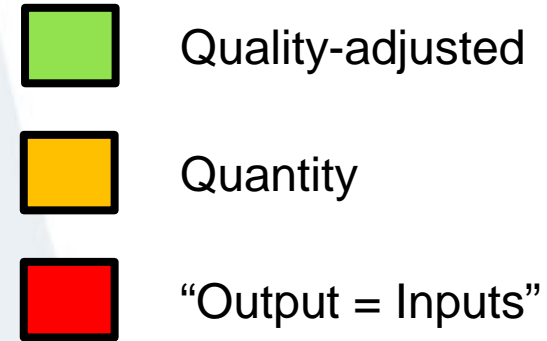 Quality-adjusted
Quantity
“Output = Inputs”